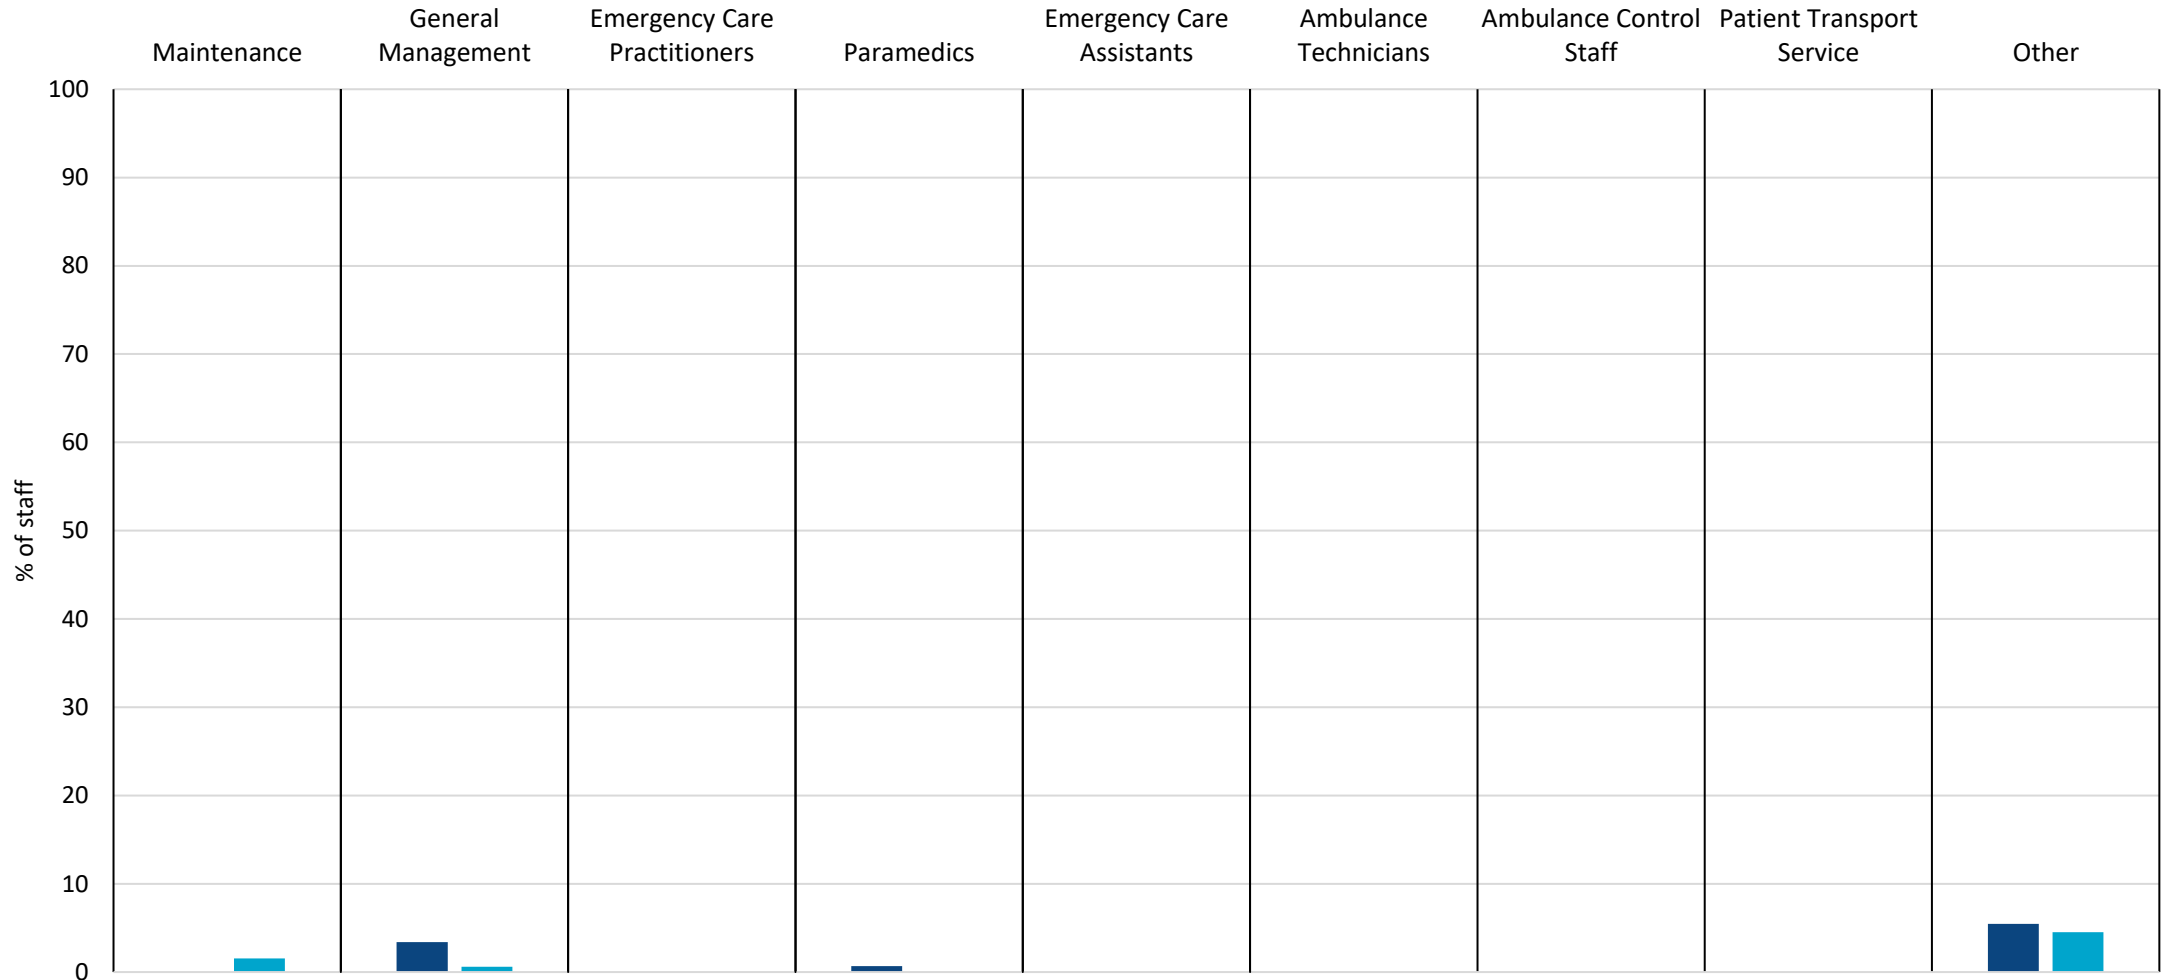 Maintenance
General
Management
Emergency Care
Practitioners
Paramedics
Emergency Care
Assistants
Ambulance
Technicians
Ambulance Control
Staff
Patient Transport
Service
Other
100
90
80
70
60
50
40
30
20
10
0
% of staff